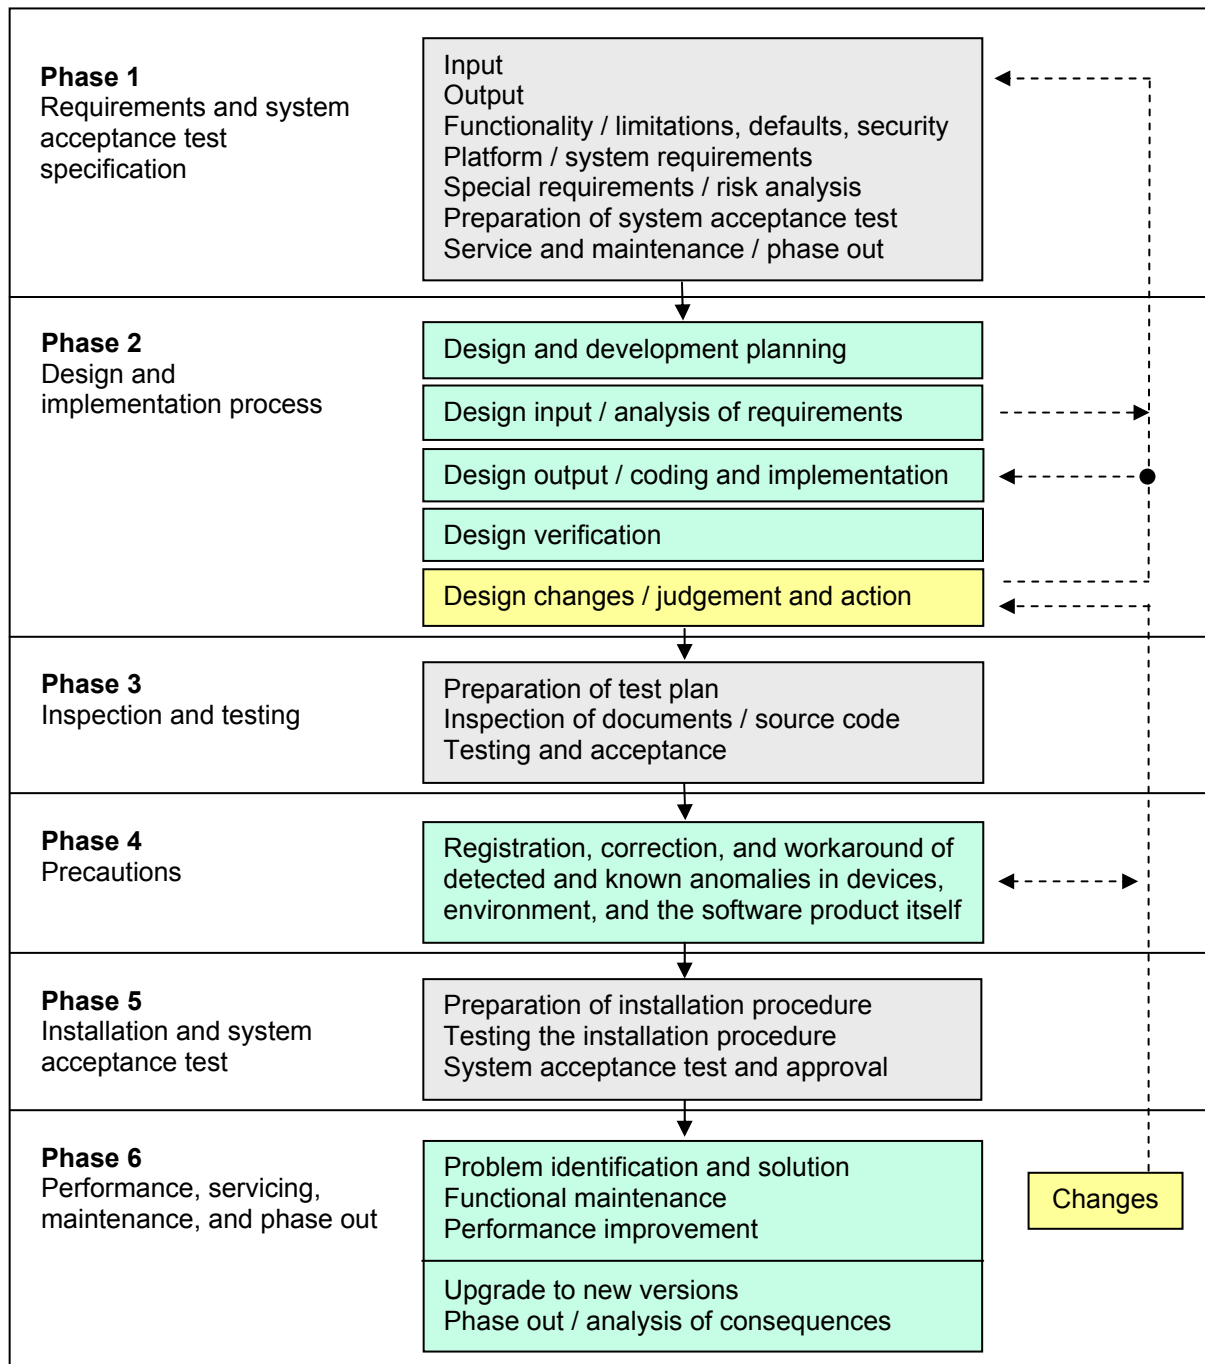 Phase 1
Requirements and system
acceptance test
specification
Input
Output
Functionality / limitations, defaults, security
Platform / system requirements
Special requirements / risk analysis
Preparation of system acceptance test
Service and maintenance / phase out
Phase 2
Design and
implementation process
Design and development planning
Design input / analysis of requirements
Design output / coding and implementation
Design verification
Design changes / judgement and action
Phase 3
Inspection and testing
Preparation of test plan
Inspection of documents / source code
Testing and acceptance
Phase 4
Precautions
Registration, correction, and workaround of
detected and known anomalies in devices,
environment, and the software product itself
Phase 5
Installation and system
acceptance test
Preparation of installation procedure
Testing the installation procedure
System acceptance test and approval
Phase 6
Performance, servicing,
maintenance, and phase out
Problem identification and solution
Functional maintenance
Performance improvement
Upgrade to new versions
Phase out / analysis of consequences
Changes